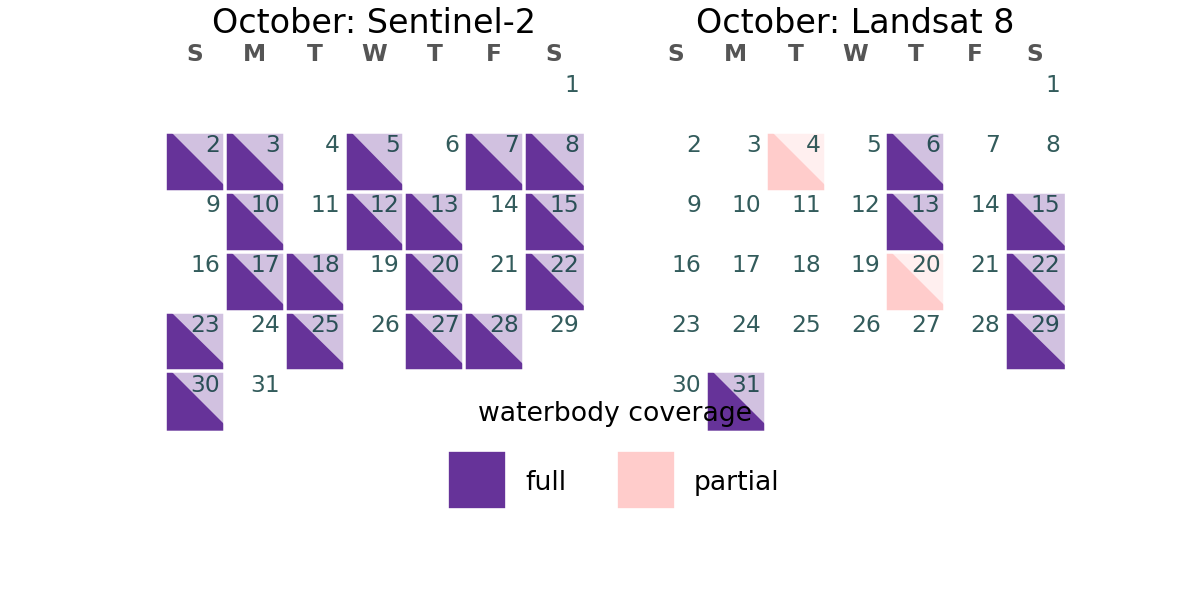 October: Sentinel-2
S M T W T F S
1
2 3 4 5 6 7 8
9 10 11 12 13 14 15
16 17 18 19 20 21 22
23 24 25 26 27 28 29
30 31
October: Landsat 8
S M T W T F S
1
2 3 4 5 6 7 8
9 10 11 12 13 14 15
16 17 18 19 20 21 22
23 24 25 26 27 28 29
30 31
waterbody coverage
full
partial